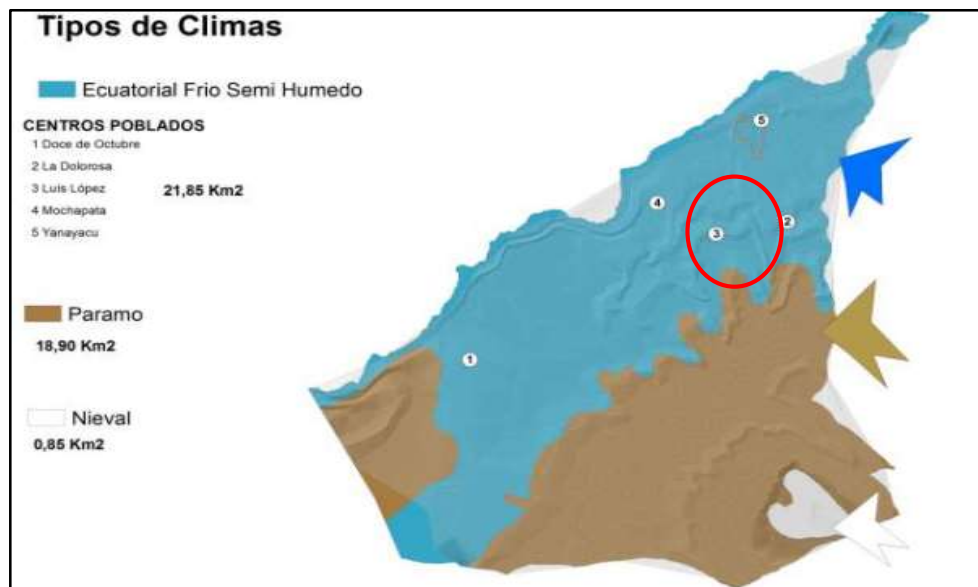 Tipos de Climas
Ecuatorial Frio Semi Humedo
CENTROS POBLADOS
1 Doce de Octubre
2 La Dolorosa
3 Luis López
21,85 Km2
4 Mochapata
5 Yanayacu
Paramo
18,90 Km2
Nieval
0,85 Km2
5
4
3
2
1